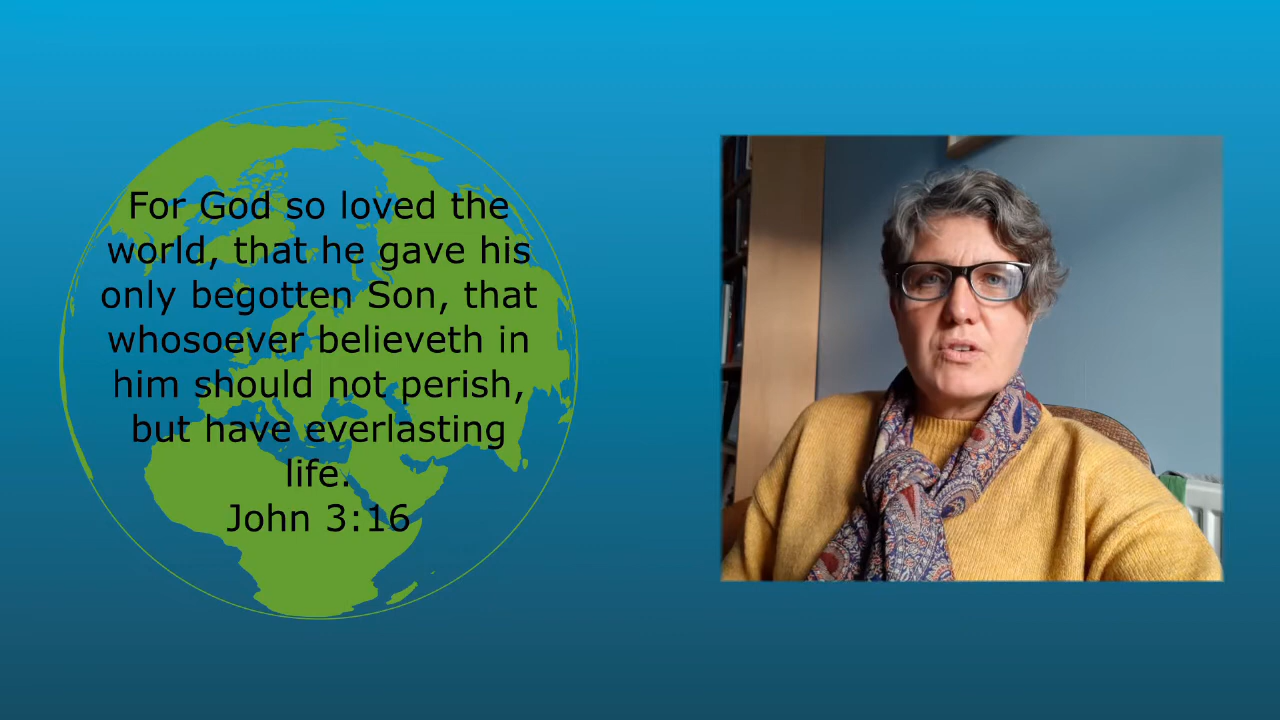 For God so loved the
world, that he gave his
only begotten Son, that
whosoever believeth in
him should not perish,
but have everlasting
life.
John 3:16